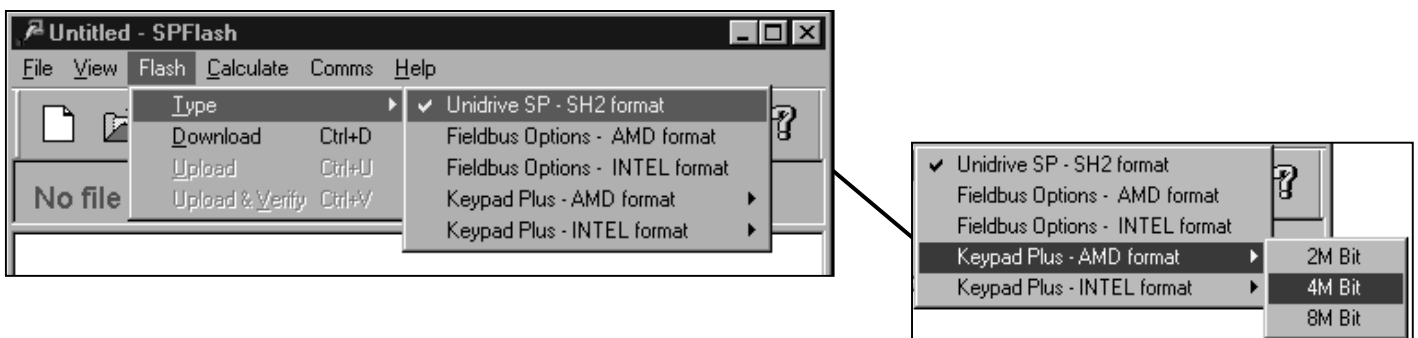 Untitled - SPFlash
File View Flash Calculate Comms Help
Type
Download Ctrl+D
Upload Ctrl+U
Upload & Verify Ctrl+V
No file
Unidrive SP - SH2 format
Fieldbus Options - AMD format
Fieldbus Options - INTEL format
Keypad Plus - AMD format
Keypad Plus - INTEL format
Unidrive SP - SH2 format
Fieldbus Options - AMD format
Fieldbus Options - INTEL format
Keypad Plus - AMD format
Keypad Plus - INTEL format
2M Bit
4M Bit
8M Bit